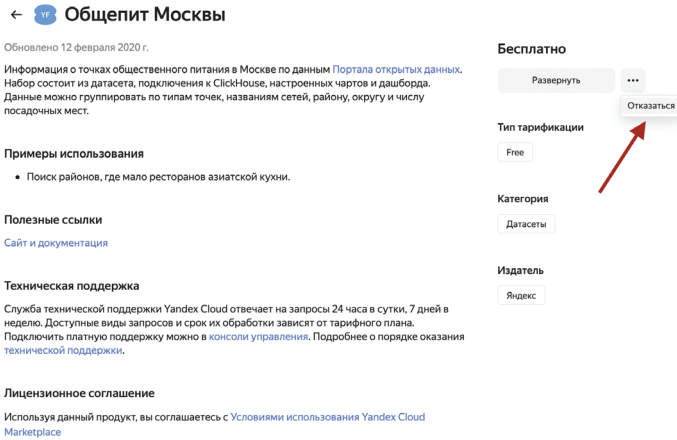 ← YF Общепит Москвы
Обновлено 12 февраля 2020 г.
Информация о точках общественного питания в Москве по данным Портала открытых данных.
Набор состоит из датасета, подключения к ClickHouse, настроенных чартов и дашборда.
Данные можно группировать по типам точек, названиям сетей, району, округу и числу
посадочных мест.
Примеры использования
• Поиск районов, где мало ресторанов азиатской кухни.
Полезные ссылки
Сайт и документация
Техническая поддержка
Служба технической поддержки Yandex Cloud отвечает на запросы 24 часа в сутки, 7 дней в
неделю. Доступные виды запросов и срок их обработки зависят от тарифного плана.
Подключить платную поддержку можно в консоли управления. Подробнее о порядке оказания
технической поддержки.
Лицензионное соглашение
Используя данный продукт, вы соглашаетесь с Условиями использования Yandex Cloud
Marketplace
Бесплатно
Развернуть
•••
Отказаться
Тип тарификации
Free
Категория
Датасеты
Издатель
Яндекс